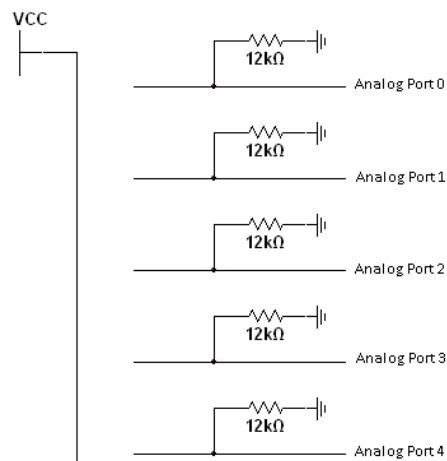 VCC
12kΩ
Analog Port 0
12kΩ
Analog Port 1
12kΩ
Analog Port 2
12kΩ
Analog Port 3
12kΩ
Analog Port 4